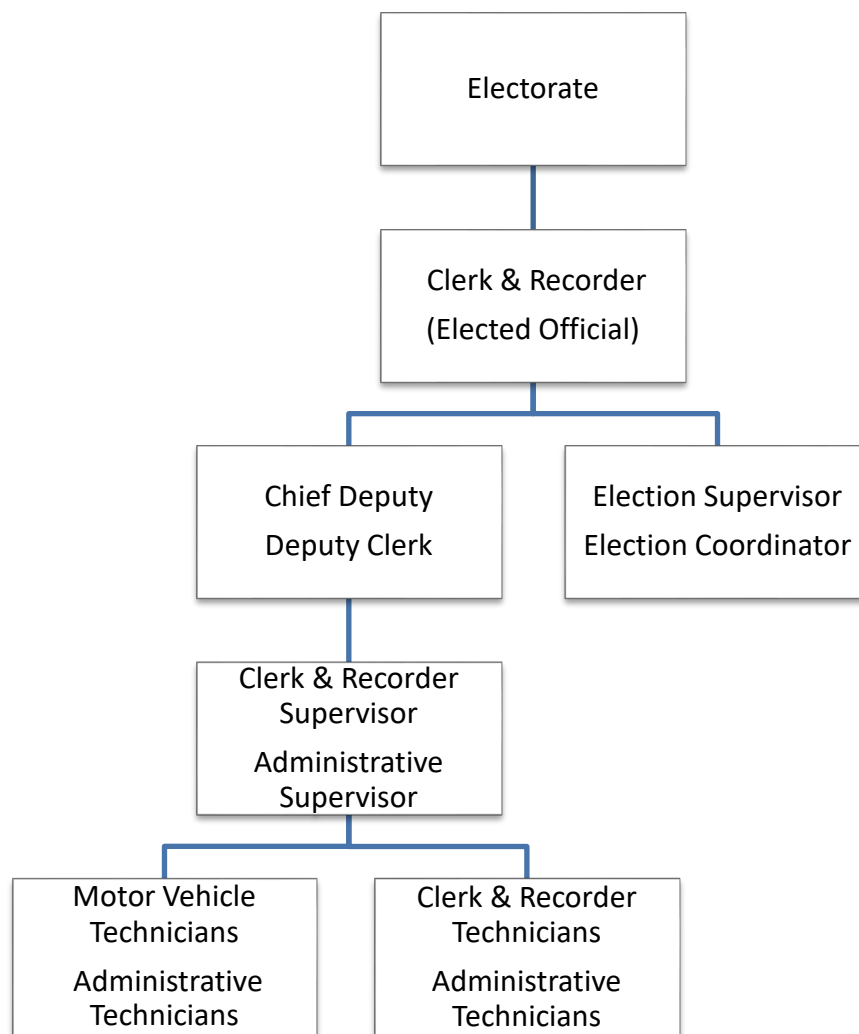 Electorate
Clerk & Recorder
(Elected Official)
Chief Deputy
Deputy Clerk
Election Supervisor
Election Coordinator
Clerk & Recorder
Supervisor
Administrative
Supervisor
Motor Vehicle
Technicians
Administrative
Technicians
Clerk & Recorder
Technicians
Administrative
Technicians